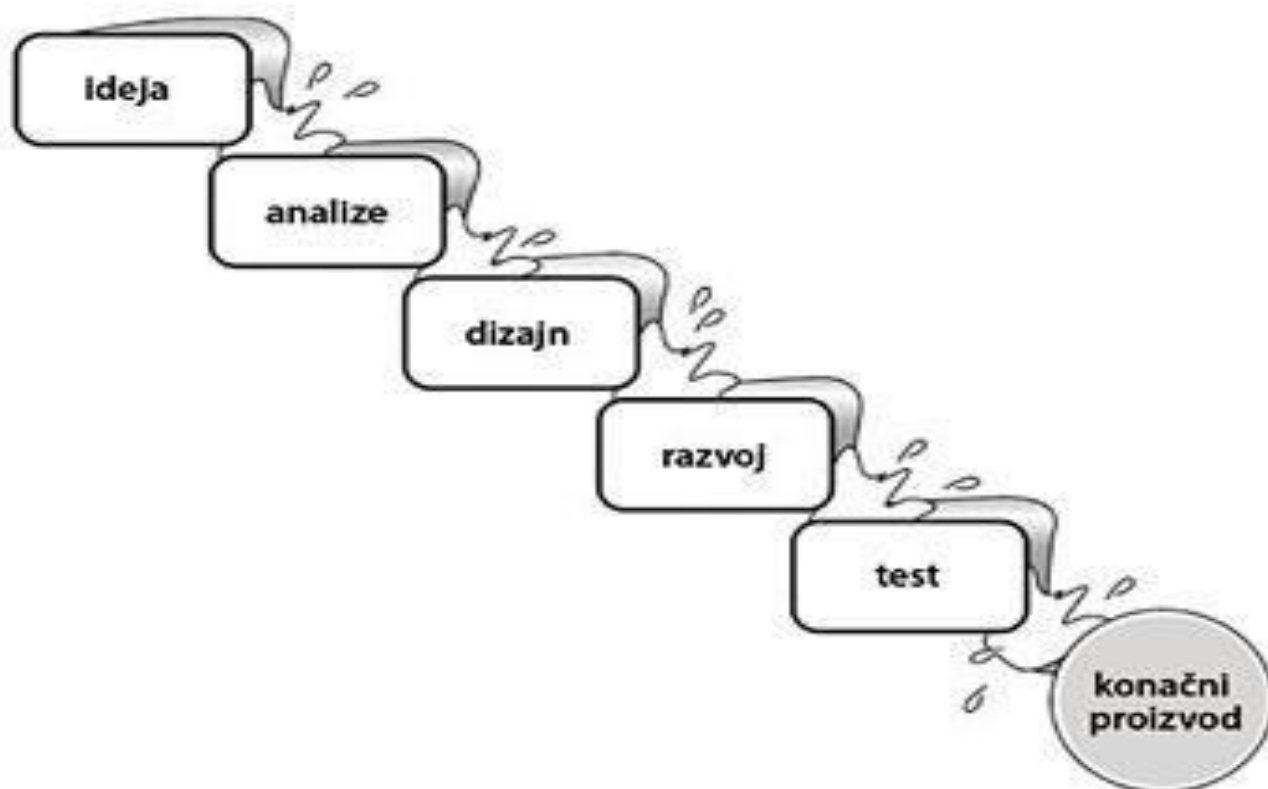 ideja
analize
dizajn
razvoj
test
konačni
proizvod